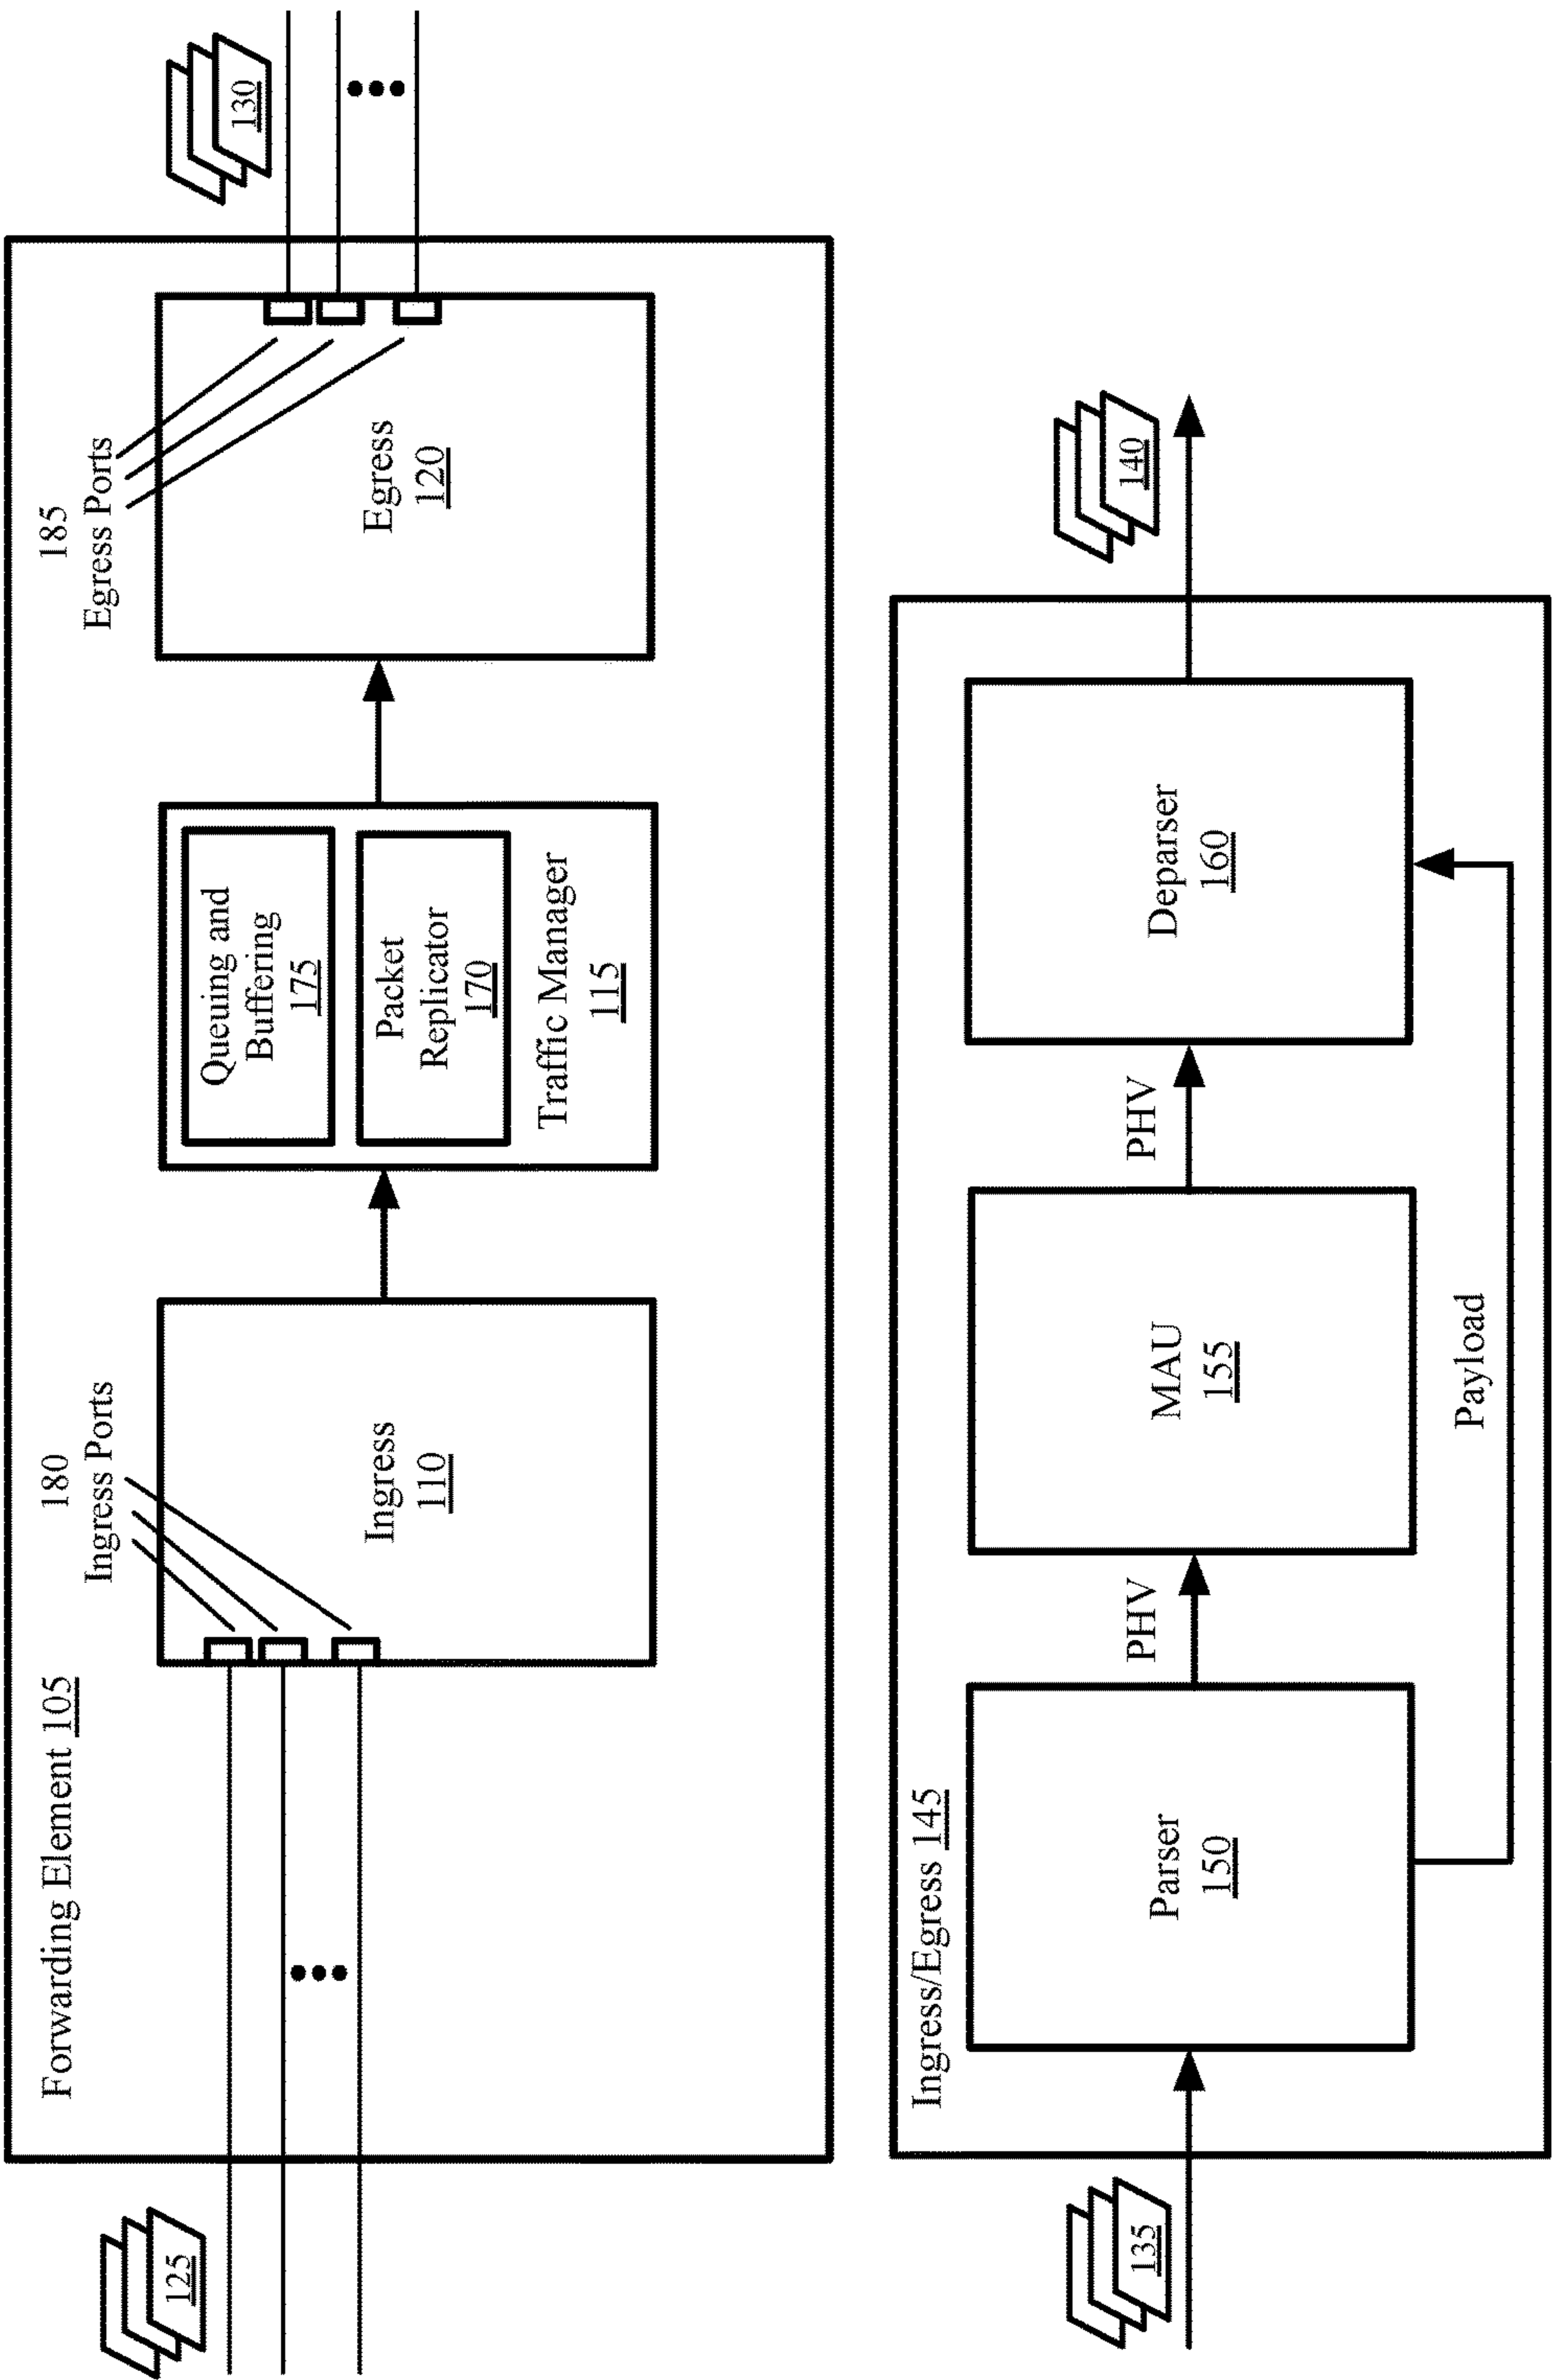 Forwarding Element 105
125
180
Ingress Ports
Ingress
110
Queuing and
Buffering
175
Packet
Replicator
170
Traffic Manager
115
185
Egress Ports
Egress
120
130
Ingress/Egress 145
135
Parser
150
PHV
MAU
155
PHV
Deparser
160
Payload
140